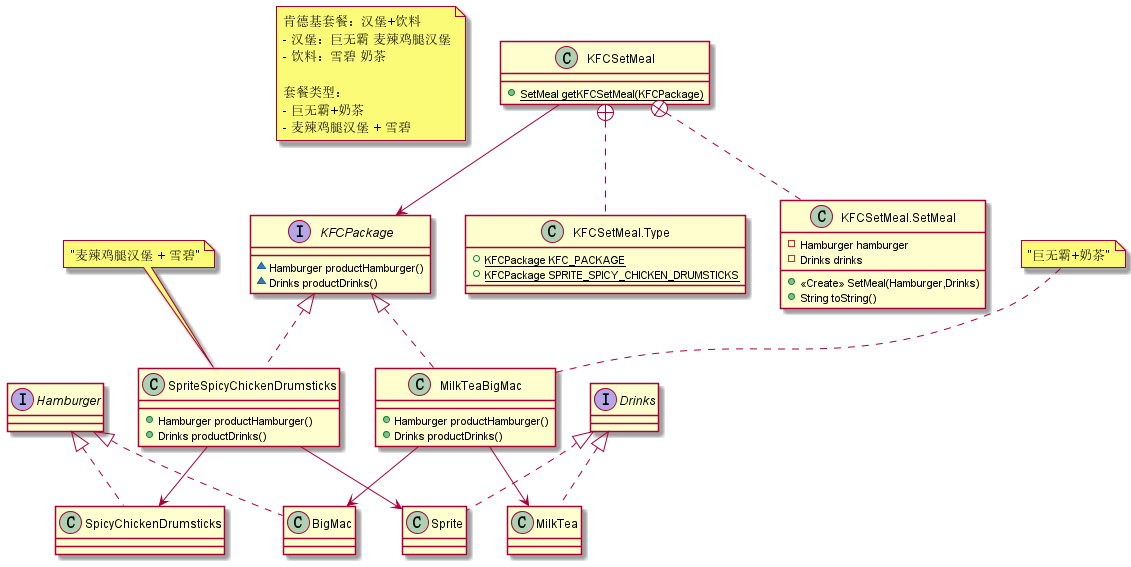 肯德基套餐：汉堡+饮料
- 汉堡：巨无霸 麦辣鸡腿汉堡
- 饮料：雪碧 奶茶
套餐类型：
- 巨无霸+奶茶
- 麦辣鸡腿汉堡 + 雪碧
C KFCSetMeal
SetMeal getKFCSetMeal(KFCPackage)
I KFCPackage
Hamburger productHamburger()
Drinks productDrinks()
C KFCSetMeal.Type
KFCPackage KFC_PACKAGE
KFCPackage SPRITE_SPICY_CHICKEN_DRUMSTICKS
C KFCSetMeal.SetMeal
Hamburger hamburger
Drinks drinks
«Create» SetMeal(Hamburger,Drinks)
String toString()
"麦辣鸡腿汉堡 + 雪碧"
"巨无霸+奶茶"
I Hamburger
C SpriteSpicyChickenDrumsticks
Hamburger productHamburger()
Drinks productDrinks()
C MilkTeaBigMac
Hamburger productHamburger()
Drinks productDrinks()
I Drinks
C SpicyChickenDrumsticks
C BigMac
C Sprite
C MilkTea